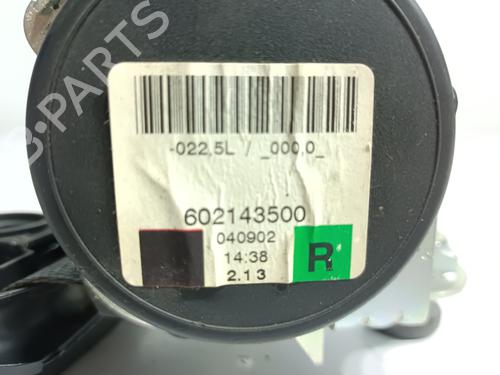 B-PARTS
-022,5L / _000,0_
602143500
040902
14:38
2.13
R